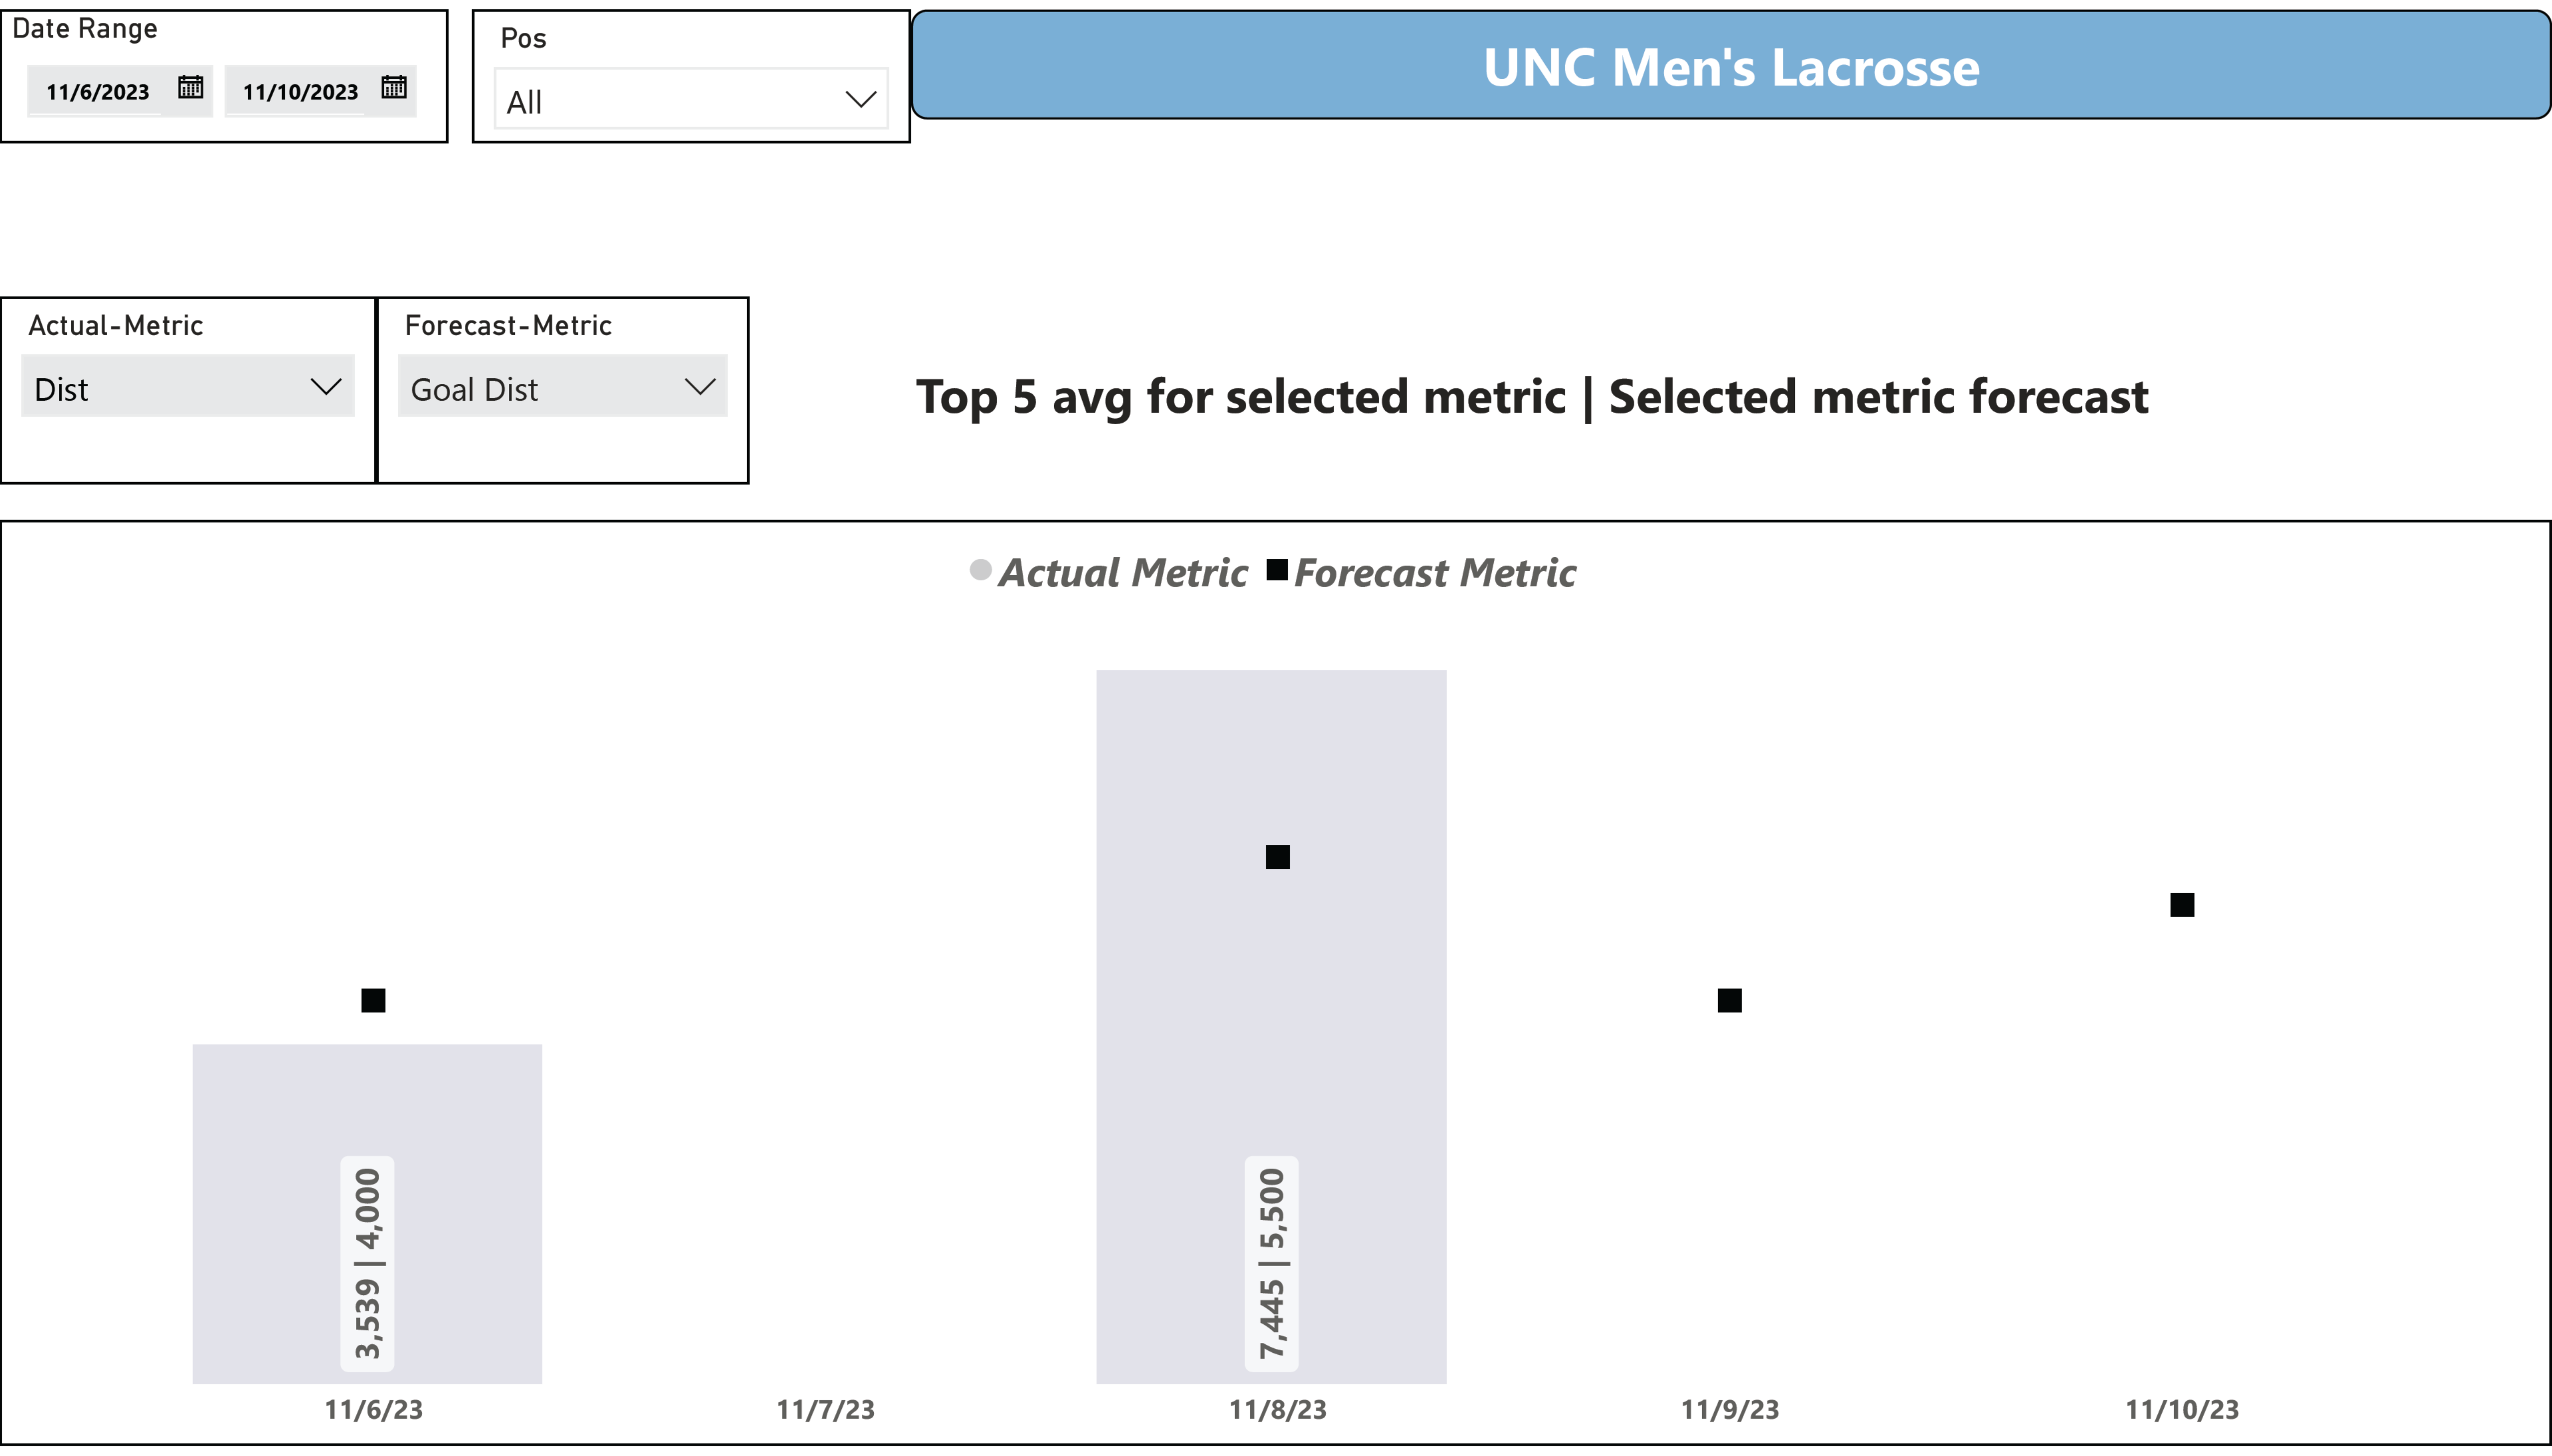 Date Range
11/6/2023 11/10/2023
Pos
All
UNC Men's Lacrosse
Actual-Metric
Dist
Forecast-Metric
Goal Dist
Top 5 avg for selected metric | Selected metric forecast
Actual Metric Forecast Metric
3,539 | 4,000
7,445 | 5,500
11/6/23 11/7/23 11/8/23 11/9/23 11/10/23